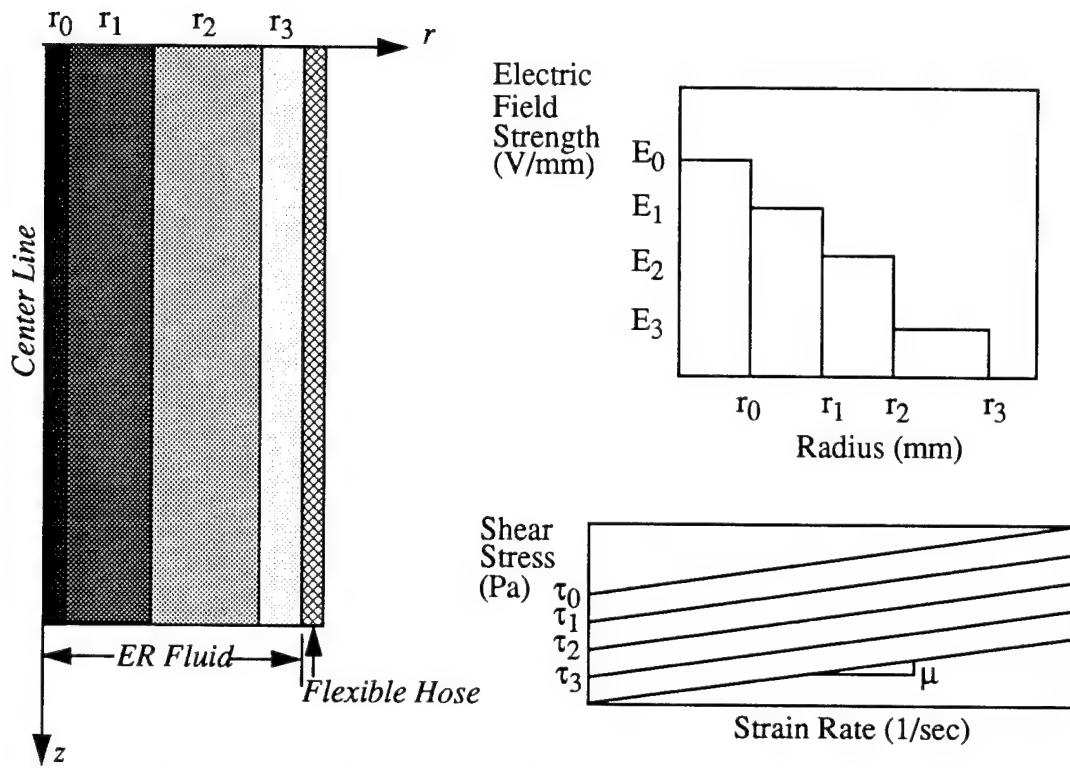 r0 r1 r2 r3
r
Center Line
ER Fluid
Flexible Hose
z
Electric
Field
Strength
(V/mm)
E0
E1
E2
E3
r0 r1 r2 r3
Radius (mm)
Shear
Stress
(Pa)
τ0
τ1
τ2
τ3
μ
Strain Rate (1/sec)